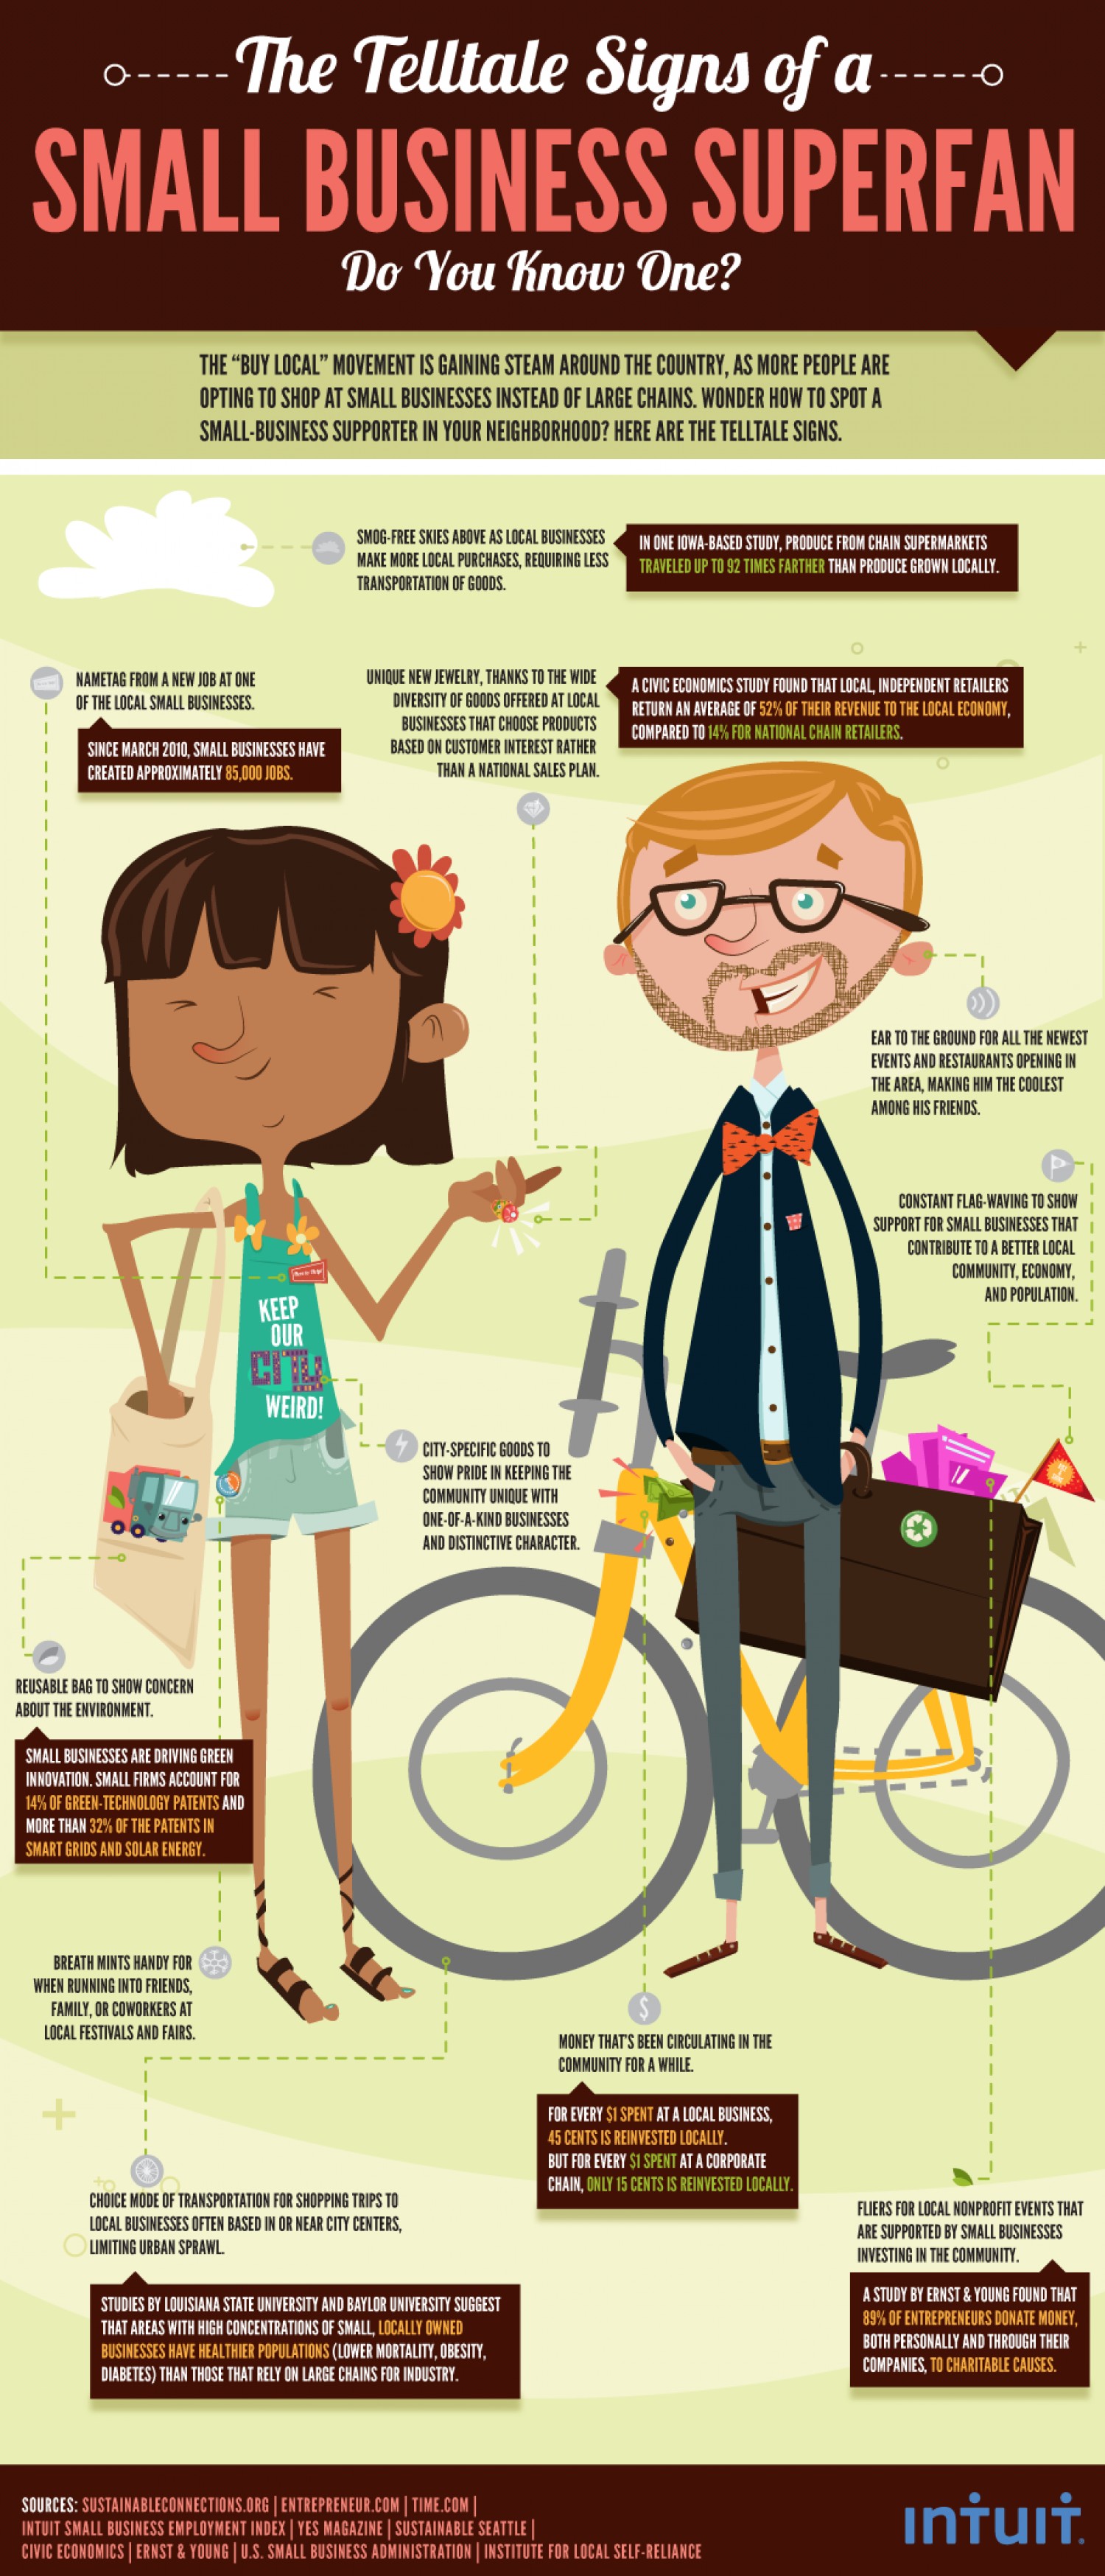 The Telltale Signs of a
SMALL BUSINESS SUPERFAN
Do You Know One?
THE “BUY LOCAL” MOVEMENT IS GAINING STEAM AROUND THE COUNTRY, AS MORE PEOPLE ARE
OPTING TO SHOP AT SMALL BUSINESSES INSTEAD OF LARGE CHAINS. WONDER HOW TO SPOT A
SMALL-BUSINESS SUPPORTER IN YOUR NEIGHBORHOOD? HERE ARE THE TELLTALE SIGNS.
SMOG-FREE SKIES ABOVE AS LOCAL BUSINESSES
MAKE MORE LOCAL PURCHASES, REQUIRING LESS
TRANSPORTATION OF GOODS.
IN ONE IOWA-BASED STUDY, PRODUCE FROM CHAIN SUPERMARKETS
TRAVELED UP TO 92 TIMES FARTHER THAN PRODUCE GROWN LOCALLY.
NAMETAG FROM A NEW JOB AT ONE
OF THE LOCAL SMALL BUSINESSES.
SINCE MARCH 2010, SMALL BUSINESSES HAVE
CREATED APPROXIMATELY 85,000 JOBS.
UNIQUE NEW JEWELRY, THANKS TO THE WIDE
DIVERSITY OF GOODS OFFERED AT LOCAL
BUSINESSES THAT CHOOSE PRODUCTS
BASED ON CUSTOMER INTEREST RATHER
THAN A NATIONAL SALES PLAN.
A CIVIC ECONOMICS STUDY FOUND THAT LOCAL, INDEPENDENT RETAILERS
RETURN AN AVERAGE OF 52% OF THEIR REVENUE TO THE LOCAL ECONOMY,
COMPARED TO 14% FOR NATIONAL CHAIN RETAILERS.
EAR TO THE GROUND FOR ALL THE NEWEST
EVENTS AND RESTAURANTS OPENING IN
THE AREA, MAKING HIM THE COOLEST
AMONG HIS FRIENDS.
CONSTANT FLAG-WAVING TO SHOW
SUPPORT FOR SMALL BUSINESSES THAT
CONTRIBUTE TO A BETTER LOCAL
COMMUNITY, ECONOMY,
AND POPULATION.
KEEP
OUR
CITY
WEIRD!
CITY-SPECIFIC GOODS TO
SHOW PRIDE IN KEEPING THE
COMMUNITY UNIQUE WITH
ONE-OF-A-KIND BUSINESSES
AND DISTINCTIVE CHARACTER.
REUSABLE BAG TO SHOW CONCERN
ABOUT THE ENVIRONMENT.
SMALL BUSINESSES ARE DRIVING GREEN
INNOVATION. SMALL FIRMS ACCOUNT FOR
14% OF GREEN-TECHNOLOGY PATENTS AND
MORE THAN 32% OF THE PATENTS IN
SMART GRIDS AND SOLAR ENERGY.
BREATH MINTS HANDY FOR
WHEN RUNNING INTO FRIENDS,
FAMILY, OR COWORKERS AT
LOCAL FESTIVALS AND FAIRS.
$
MONEY THAT'S BEEN CIRCULATING IN THE
COMMUNITY FOR A WHILE.
FOR EVERY $1 SPENT AT A LOCAL BUSINESS,
45 CENTS IS REINVESTED LOCALLY.
BUT FOR EVERY $1 SPENT AT A CORPORATE
CHAIN, ONLY 15 CENTS IS REINVESTED LOCALLY.
CHOICE MODE OF TRANSPORTATION FOR SHOPPING TRIPS TO
LOCAL BUSINESSES OFTEN BASED IN OR NEAR CITY CENTERS,
LIMITING URBAN SPRAWL.
STUDIES BY LOUISIANA STATE UNIVERSITY AND BAYLOR UNIVERSITY SUGGEST
THAT AREAS WITH HIGH CONCENTRATIONS OF SMALL, LOCALLY OWNED
BUSINESSES HAVE HEALTHIER POPULATIONS (LOWER MORTALITY, OBESITY,
DIABETES) THAN THOSE THAT RELY ON LARGE CHAINS FOR INDUSTRY.
FLIERS FOR LOCAL NONPROFIT EVENTS THAT
ARE SUPPORTED BY SMALL BUSINESSES
INVESTING IN THE COMMUNITY.
A STUDY BY ERNST & YOUNG FOUND THAT
89% OF ENTREPRENEURS DONATE MONEY,
BOTH PERSONALLY AND THROUGH THEIR
COMPANIES, TO CHARITABLE CAUSES.
SOURCES: SUSTAINABLECONNECTIONS.ORG | ENTREPRENEUR.COM | TIME.COM |
INTUIT SMALL BUSINESS EMPLOYMENT INDEX | YES MAGAZINE | SUSTAINABLE SEATTLE |
CIVIC ECONOMICS | ERNST & YOUNG | U.S. SMALL BUSINESS ADMINISTRATION | INSTITUTE FOR LOCAL SELF-RELIANCE
intuit.